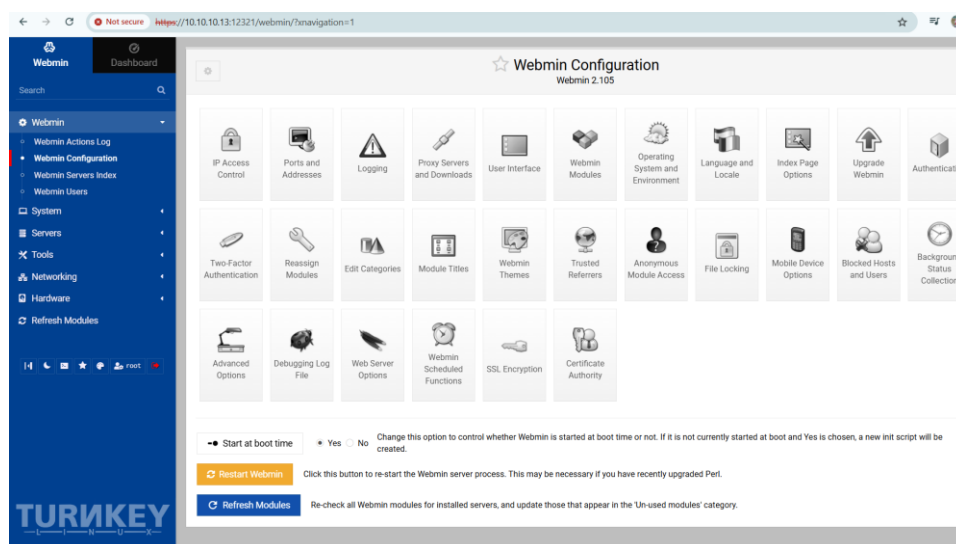 Not secure https://10.10.10.13:12321/webmin/?xnavigation=1
Webmin
Dashboard
Search
Webmin
Webmin Actions Log
Webmin Configuration
Webmin Servers Index
Webmin Users
System
Servers
Tools
Networking
Hardware
Refresh Modules
root
TURNKEY
LINUX
Webmin Configuration
Webmin 2.105
IP Access
Control
Ports and
Addresses
Logging
Proxy Servers
and Downloads
User Interface
Webmin
Modules
Operating
System and
Environment
Language and
Locale
Index Page
Options
Upgrade
Webmin
Authenticati
Two-Factor
Authentication
Reassign
Modules
Edit Categories
Module Titles
Webmin
Themes
Trusted
Referrers
Anonymous
Module Access
File Locking
Mobile Device
Options
Blocked Hosts
and Users
Backgroun
Status
Collection
Advanced
Options
Debugging Log
File
Web Server
Options
Webmin
Scheduled
Functions
SSL Encryption
Certificate
Authority
Start at boot time
Yes No
Change this option to control whether Webmin is started at boot time or not. If it is not currently started at boot and Yes is chosen, a new init script will be
created.
Restart Webmin
Click this button to re-start the Webmin server process. This may be necessary if you have recently upgraded Perl.
Refresh Modules
Re-check all Webmin modules for installed servers, and update those that appear in the 'Un-used modules' category.